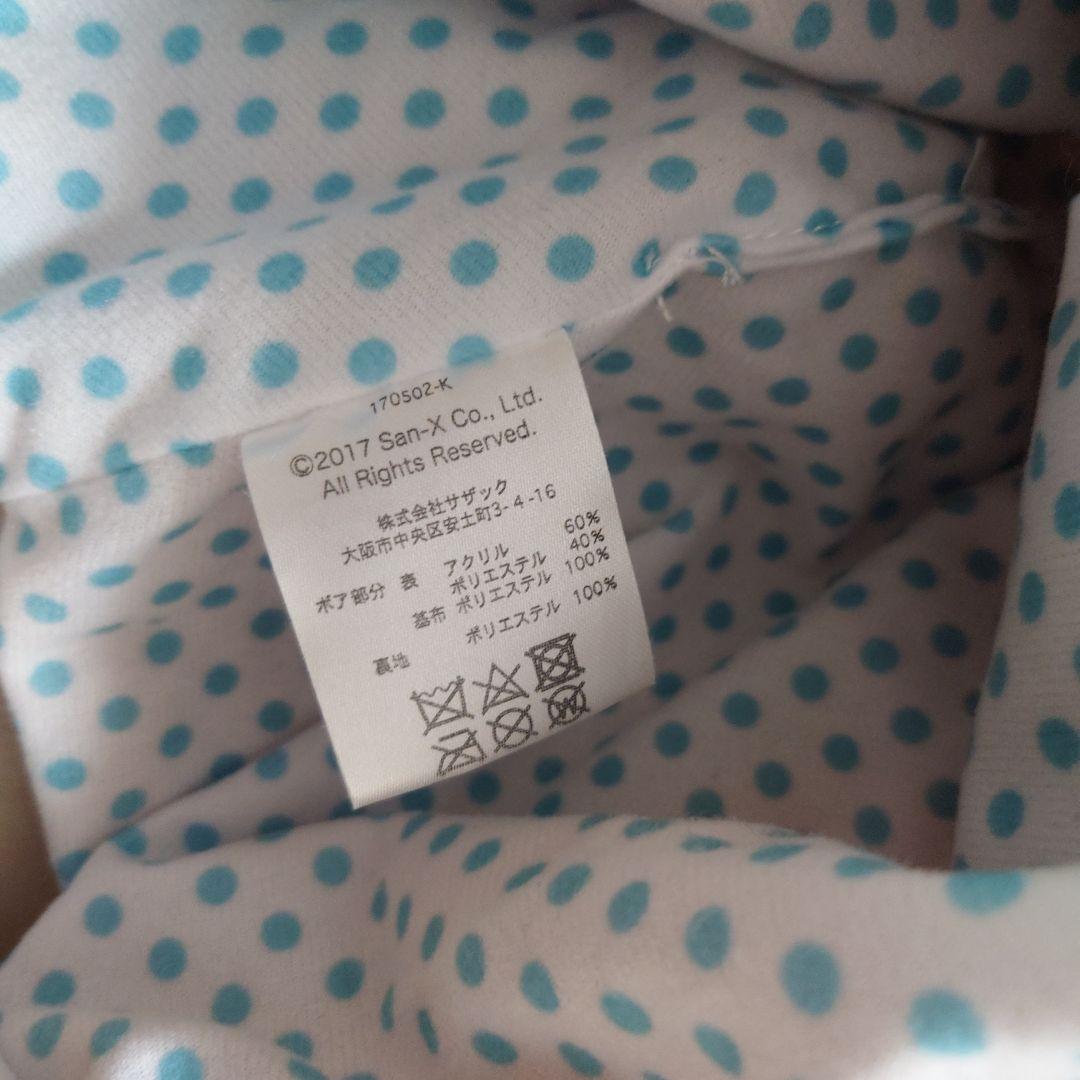 170502-K
©2017 San-X Co., Ltd.
All Rights Reserved.
株式会社サザック
大阪市中央区安土町3-4-16
ボア部分 表 アクリル 60%
ポリエステル 40%
基布 ポリエステル 100%
裏地 ポリエステル 100%